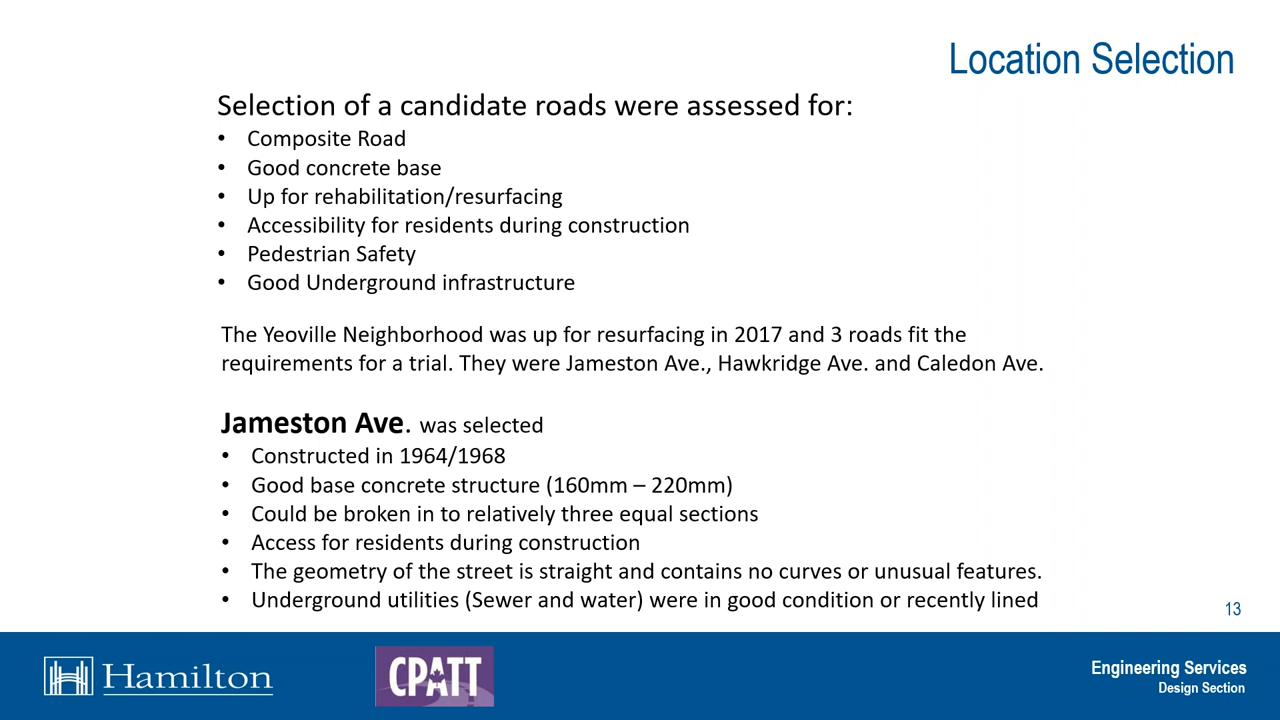 Location Selection
Selection of a candidate roads were assessed for:
• Composite Road
• Good concrete base
• Up for rehabilitation/resurfacing
• Accessibility for residents during construction
• Pedestrian Safety
• Good Underground infrastructure
The Yeoville Neighborhood was up for resurfacing in 2017 and 3 roads fit the
requirements for a trial. They were Jameston Ave., Hawkridge Ave. and Caledon Ave.
Jameston Ave. was selected
• Constructed in 1964/1968
• Good base concrete structure (160mm – 220mm)
• Could be broken in to relatively three equal sections
• Access for residents during construction
• The geometry of the street is straight and contains no curves or unusual features.
• Underground utilities (Sewer and water) were in good condition or recently lined
13
Hamilton
CPATT
Engineering Services
Design Section